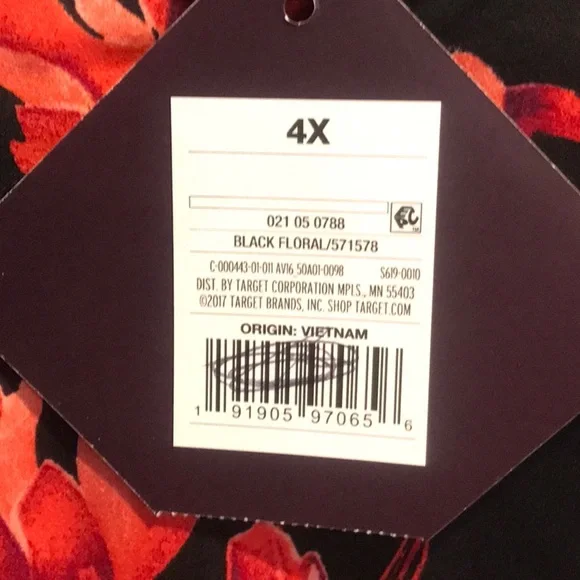 4X
021 05 0788
BLACK FLORAL/571578
C-000443-01-011 AV16 50A01-0098 S619-0010
DIST. BY TARGET CORPORATION MPLS., MN 55403
©2017 TARGET BRANDS, INC. SHOP TARGET.COM
ORIGIN: VIETNAM
1 91905 97065 6